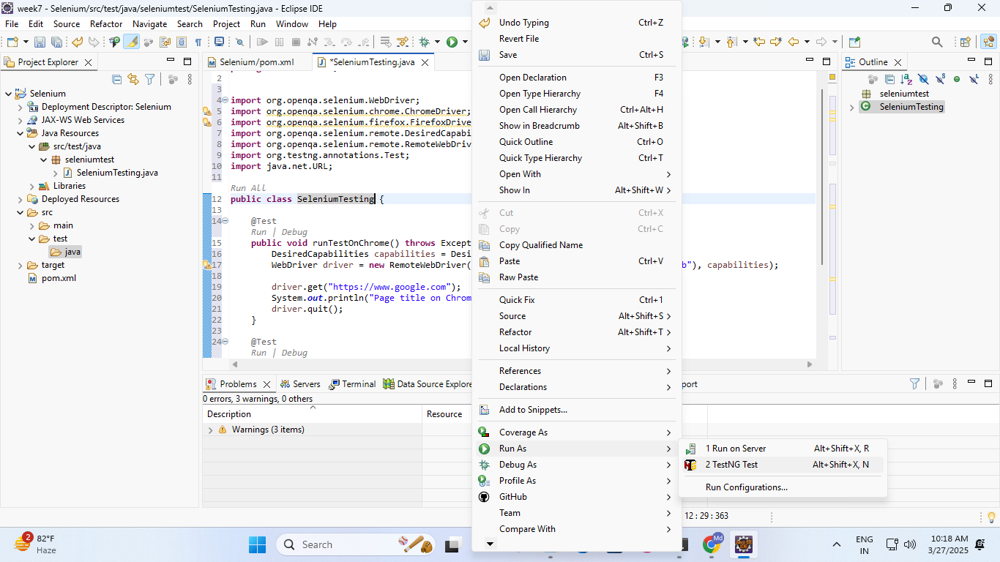 week7 - Selenium/src/test/java/seleniumtest/SeleniumTesting.java - Eclipse IDE
File Edit Source Refactor Navigate Search Project Run Window Help
Project Explorer
Selenium
Deployment Descriptor: Selenium
JAX-WS Web Services
Java Resources
src/test/java
seleniumtest
SeleniumTesting.java
Libraries
Deployed Resources
src
main
test
java
target
pom.xml
Selenium/pom.xml
*SeleniumTesting.java
2
3
4 import org.openqa.selenium.WebDriver;
5 import org.openqa.selenium.chrome.ChromeDriver;
6 import org.openqa.selenium.firefox.FirefoxDrive
7 import org.openqa.selenium.remote.DesiredCapabi
8 import org.openqa.selenium.remote.RemoteWebDriv
9 import org.testng.annotations.Test;
10 import java.net.URL;
11
Run All
12 public class SeleniumTesting {
13
14 @Test
Run | Debug
15 public void runTestOnChrome() throws Except
16 DesiredCapabilities capabilities = Desi
17 WebDriver driver = new RemoteWebDriver( b"), capabilities);
18
19 driver.get("https://www.google.com");
20 System.out.println("Page title on Chrom
21 driver.quit();
22 }
23
24 @Test
Run | Debug
Undo Typing Ctrl+Z
Revert File
Save Ctrl+S
Open Declaration F3
Open Type Hierarchy F4
Open Call Hierarchy Ctrl+Alt+H
Show in Breadcrumb Alt+Shift+B
Quick Outline Ctrl+O
Quick Type Hierarchy Ctrl+T
Open With
Show In Alt+Shift+W
Cut Ctrl+X
Copy Ctrl+C
Copy Qualified Name
Paste Ctrl+V
Raw Paste
Quick Fix Ctrl+1
Source Alt+Shift+S
Refactor Alt+Shift+T
Local History
References
Declarations
Add to Snippets...
Coverage As
Run As
Debug As
Profile As
GitHub
Team
Compare With
1 Run on Server Alt+Shift+X, R
2 TestNG Test Alt+Shift+X, N
Run Configurations...
Outline
seleniumtest
SeleniumTesting
Problems Servers Terminal Data Source Explore port
0 errors, 3 warnings, 0 others
Description Resource
Warnings (3 items)
12 : 29 : 363
2
82°F
Haze
Search
Md
ENG
IN
10:18 AM
3/27/2025